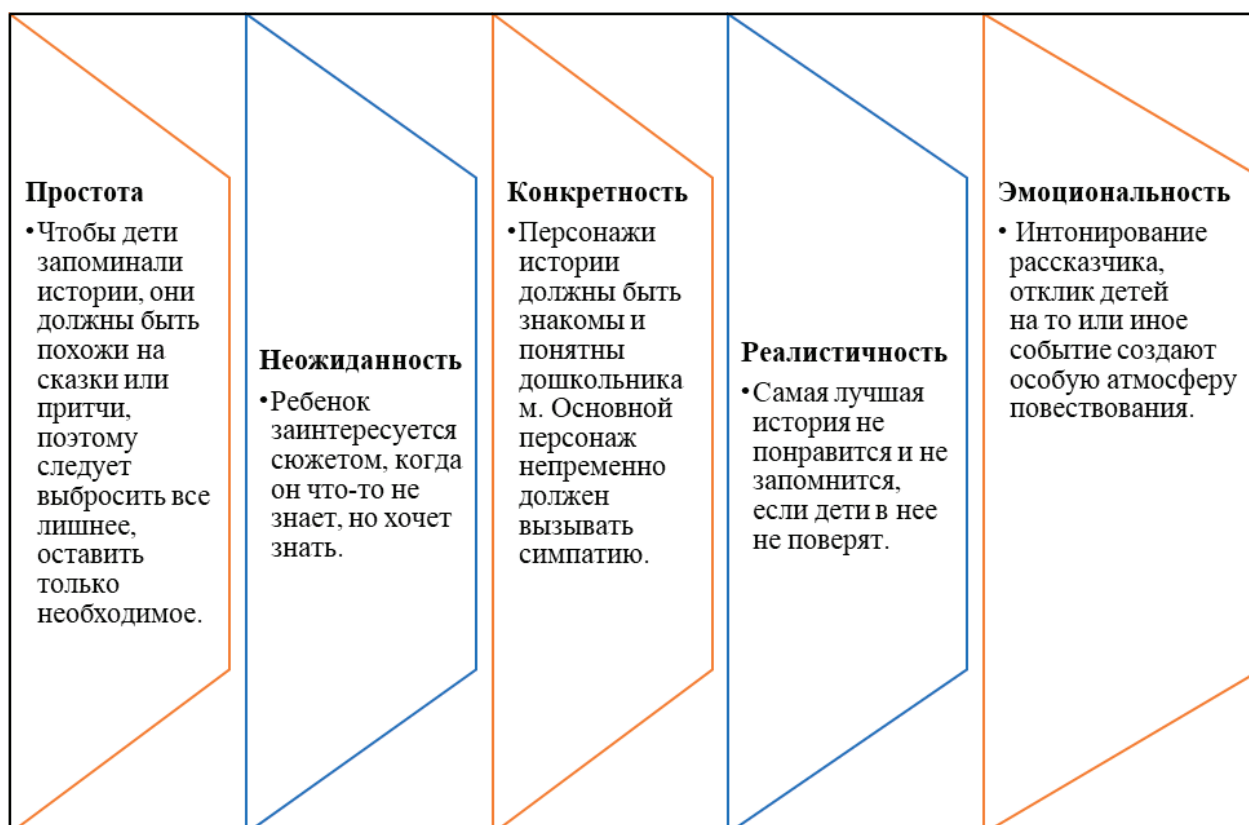 Простота
•Чтобы дети
запоминали
истории, они
должны быть
похожи на
сказки или
притчи,
поэтому
следует
выбросить все
лишнее,
оставить
только
необходимое.
Неожиданность
•Ребенок
заинтересуется
сюжетом, когда
он что-то не
знает, но хочет
знать.
Конкретность
•Персонажи
истории
должны быть
знакомы и
понятны
дошкольника
м. Основной
персонаж
непременно
должен
вызывать
симпатию.
Реалистичность
•Самая лучшая
история не
понравится и не
запомнится,
если дети в нее
не поверят.
Эмоциональность
• Интонирование
рассказчика,
отклик детей
на то или иное
событие создают
особую атмосферу
повествования.